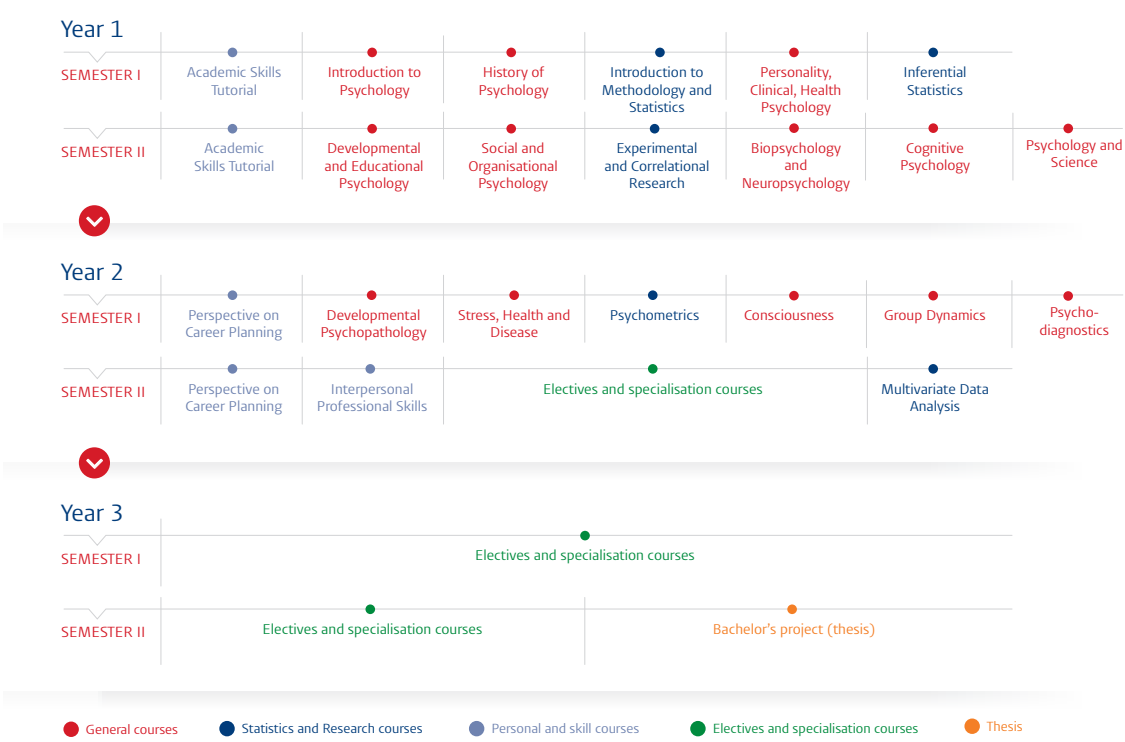 Year 1
SEMESTER I
Academic Skills
Tutorial
Introduction to
Psychology
History of
Psychology
Introduction to
Methodology and
Statistics
Personality,
Clinical, Health
Psychology
Inferential
Statistics
SEMESTER II
Academic
Skills Tutorial
Developmental
and Educational
Psychology
Social and
Organisational
Psychology
Experimental
and Correlational
Research
Biopsychology
and
Neuropsychology
Cognitive
Psychology
Psychology and
Science
Year 2
SEMESTER I
Perspective on
Career Planning
Developmental
Psychopathology
Stress, Health and
Disease
Psychometrics
Consciousness
Group Dynamics
Psycho-
diagnostics
SEMESTER II
Perspective on
Career Planning
Interpersonal
Professional Skills
Electives and specialisation courses
Multivariate Data
Analysis
Year 3
SEMESTER I
Electives and specialisation courses
SEMESTER II
Electives and specialisation courses
Bachelor's project (thesis)
General courses
Statistics and Research courses
Personal and skill courses
Electives and specialisation courses
Thesis